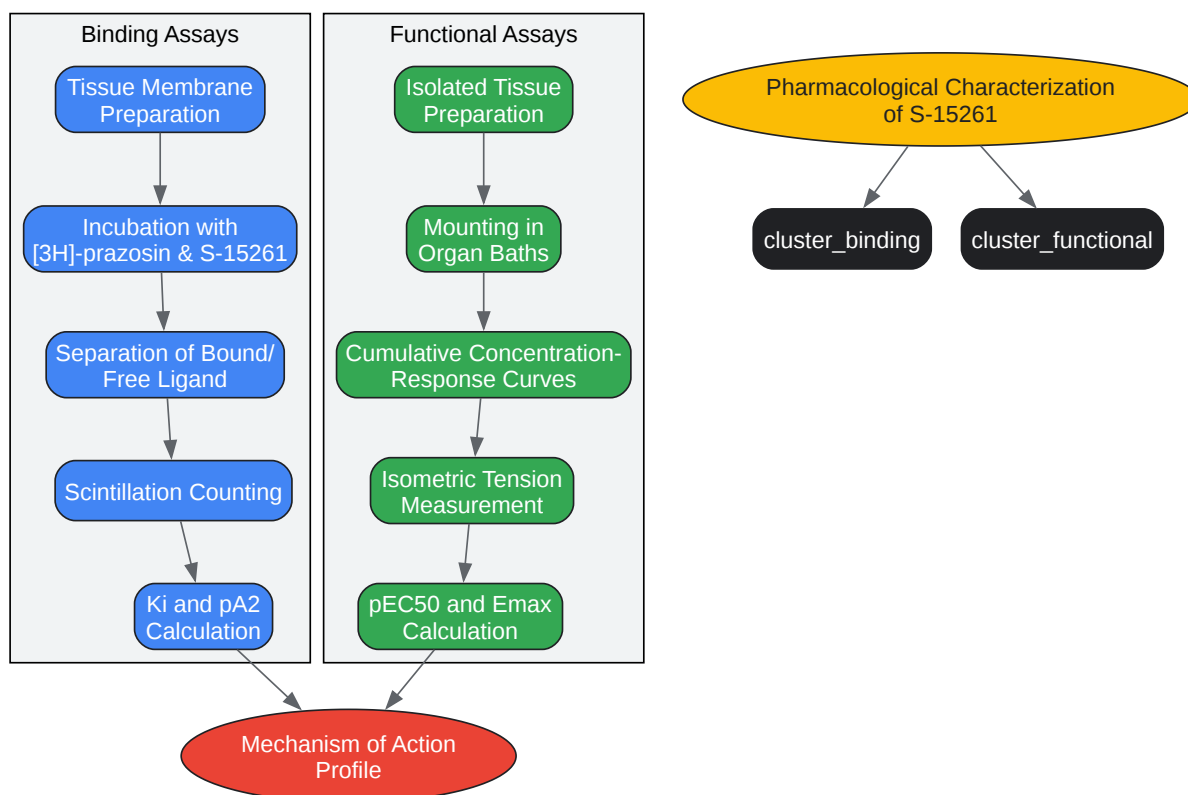 Binding Assays
Tissue Membrane
Preparation
Incubation with
[3H]-prazosin & S-15261
Separation of Bound/
Free Ligand
Scintillation Counting
Ki and pA2
Calculation
Functional Assays
Isolated Tissue
Preparation
Mounting in
Organ Baths
Cumulative Concentration-
Response Curves
Isometric Tension
Measurement
pEC50 and Emax
Calculation
Mechanism of Action
Profile
Pharmacological Characterization
of S-15261
cluster_binding
cluster_functional